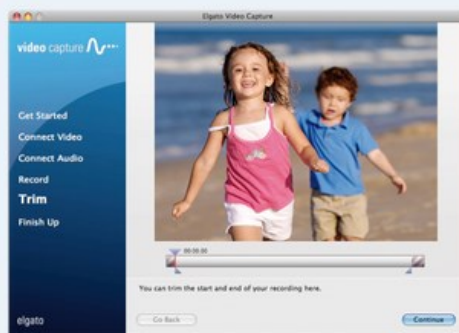 Elgato Video Capture
video capture
Get Started
Connect Video
Connect Audio
Record
Trim
Finish Up
00:30:00
You can trim the start and end of your recording here.
elgato
Go Back
Continue